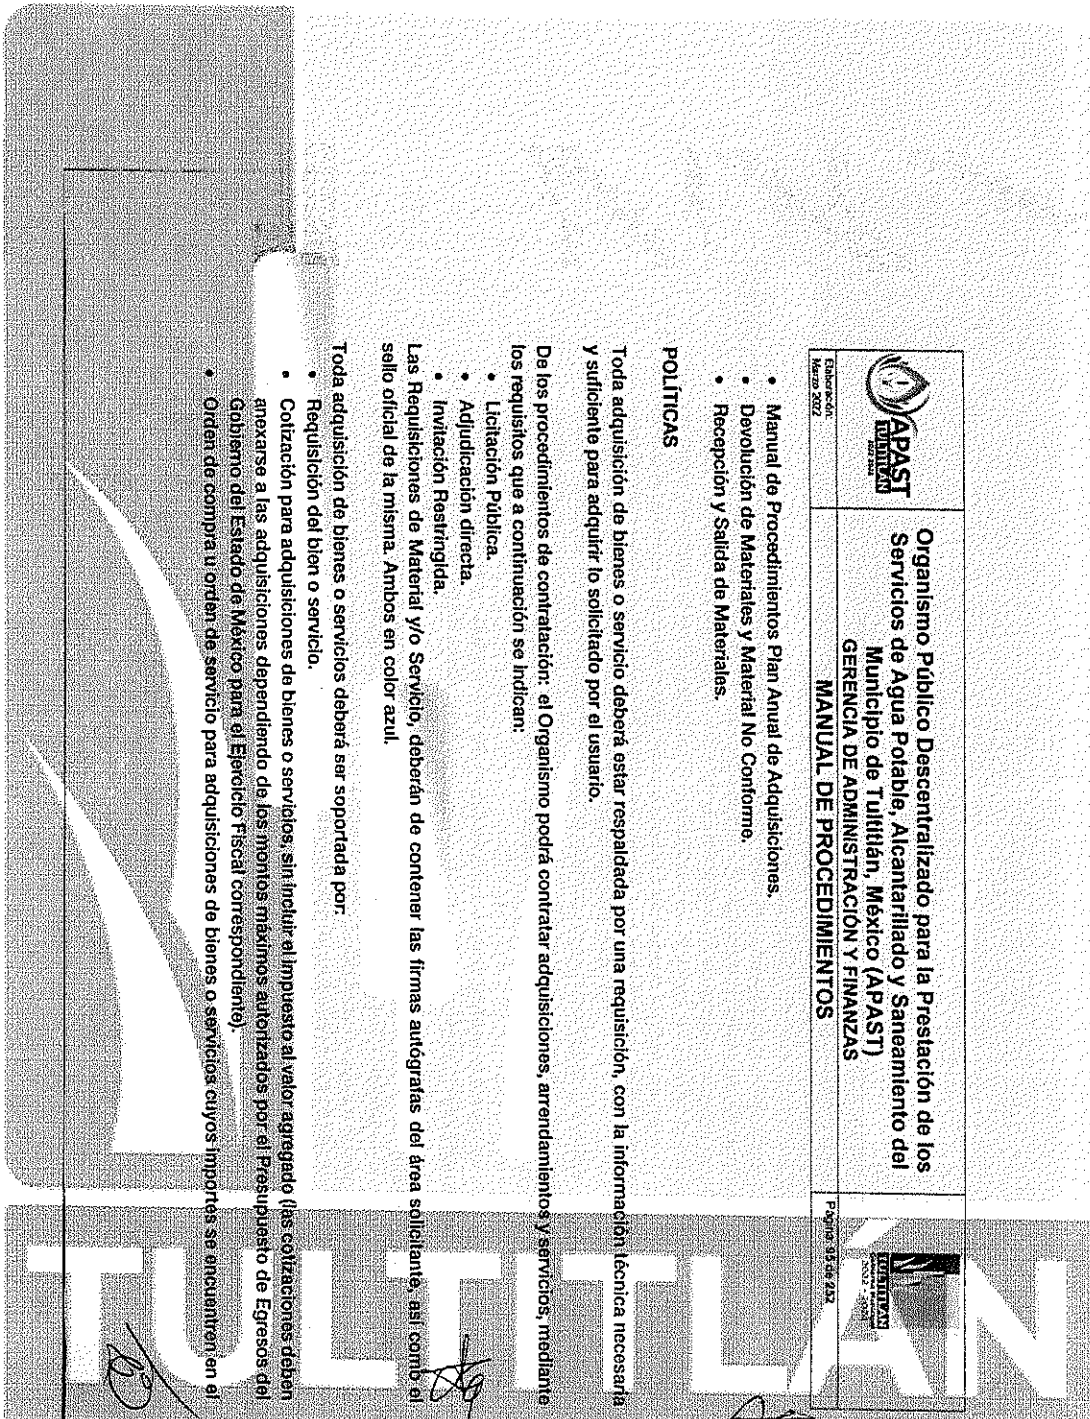 APAST
TULTITLÁN
2022-2024
Organismo Público Descentralizado para la Prestación de los
Servicios de Agua Potable, Alcantarillado y Saneamiento del
Municipio de Tultitlán, México (APAST)
GERENCIA DE ADMINISTRACIÓN Y FINANZAS
MANUAL DE PROCEDIMIENTOS
TULTITLÁN
2022 - 2024
Elaboración:
Marzo 2022
Página: 95 de 252
• Manual de Procedimientos Plan Anual de Adquisiciones.
• Devolución de Materiales y Material No Conforme.
• Recepción y Salida de Materiales.
POLÍTICAS
Toda adquisición de bienes o servicio deberá estar respaldada por una requisición, con la información técnica necesaria
y suficiente para adquirir lo solicitado por el usuario.
De los procedimientos de contratación: el Organismo podrá contratar adquisiciones, arrendamientos y servicios, mediante
los requisitos que a continuación se indican:
• Licitación Pública.
• Adjudicación directa.
• Invitación Restringida.
Las Requisiciones de Material y/o Servicio, deberán de contener las firmas autógrafas del área solicitante, así como el
sello oficial de la misma. Ambos en color azul.
Toda adquisición de bienes o servicios deberá ser soportada por:
• Requisición del bien o servicio.
• Cotización para adquisiciones de bienes o servicios, sin incluir el impuesto al valor agregado (las cotizaciones deben
anexarse a las adquisiciones dependiendo de los montos máximos autorizados por el Presupuesto de Egresos del
Gobierno del Estado de México para el Ejercicio Fiscal correspondiente).
• Orden de compra u orden de servicio para adquisiciones de bienes o servicios cuyos importes se encuentren en el
TULTITLÁN